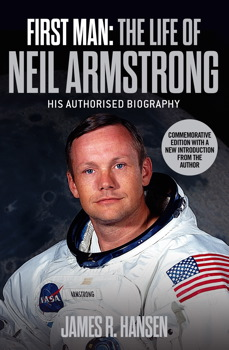 FIRST MAN: THE LIFE OF
NEIL ARMSTRONG
HIS AUTHORISED BIOGRAPHY
COMMEMORATIVE
EDITION WITH A
NEW INTRODUCTION
FROM THE
AUTHOR
NASA
ARMSTRONG
JAMES R. HANSEN